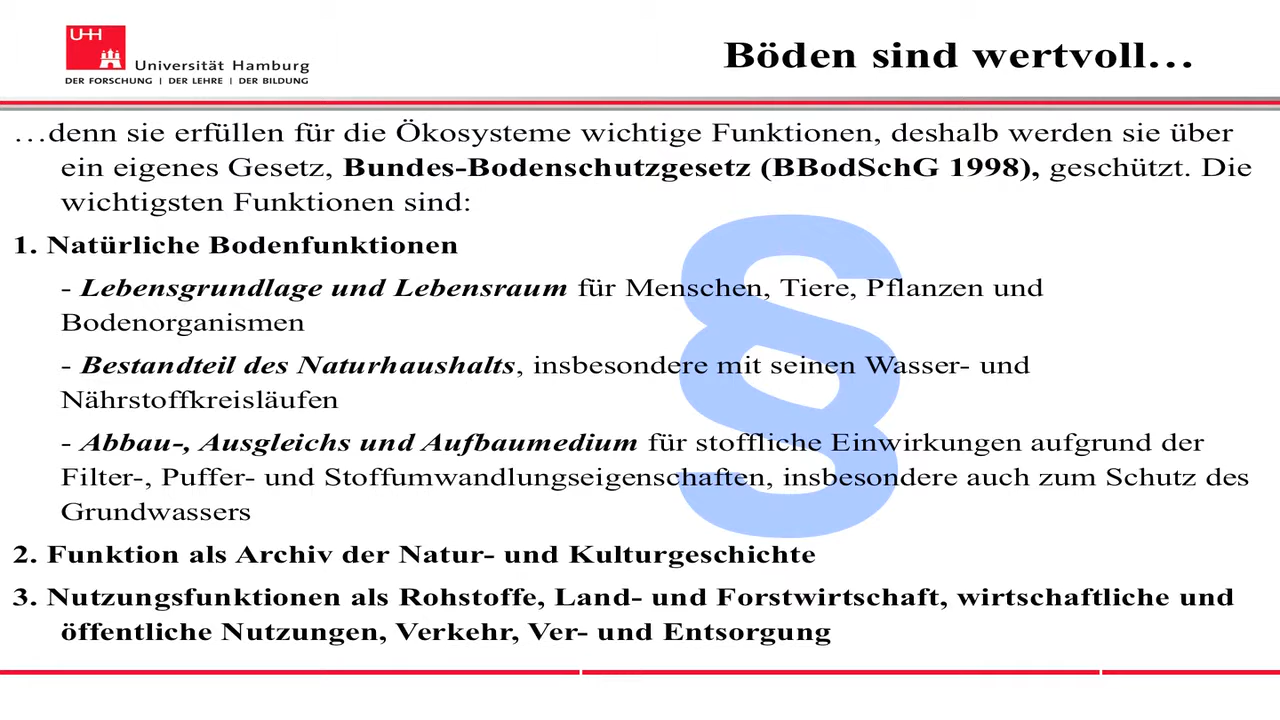 UHH
Universität Hamburg
DER FORSCHUNG | DER LEHRE | DER BILDUNG
Böden sind wertvoll…
…denn sie erfüllen für die Ökosysteme wichtige Funktionen, deshalb werden sie über
ein eigenes Gesetz, Bundes-Bodenschutzgesetz (BBodSchG 1998), geschützt. Die
wichtigsten Funktionen sind:
§
1. Natürliche Bodenfunktionen
- Lebensgrundlage und Lebensraum für Menschen, Tiere, Pflanzen und
Bodenorganismen
- Bestandteil des Naturhaushalts, insbesondere mit seinen Wasser- und
Nährstoffkreisläufen
- Abbau-, Ausgleichs und Aufbaumedium für stoffliche Einwirkungen aufgrund der
Filter-, Puffer- und Stoffumwandlungseigenschaften, insbesondere auch zum Schutz des
Grundwassers
2. Funktion als Archiv der Natur- und Kulturgeschichte
3. Nutzungsfunktionen als Rohstoffe, Land- und Forstwirtschaft, wirtschaftliche und
öffentliche Nutzungen, Verkehr, Ver- und Entsorgung